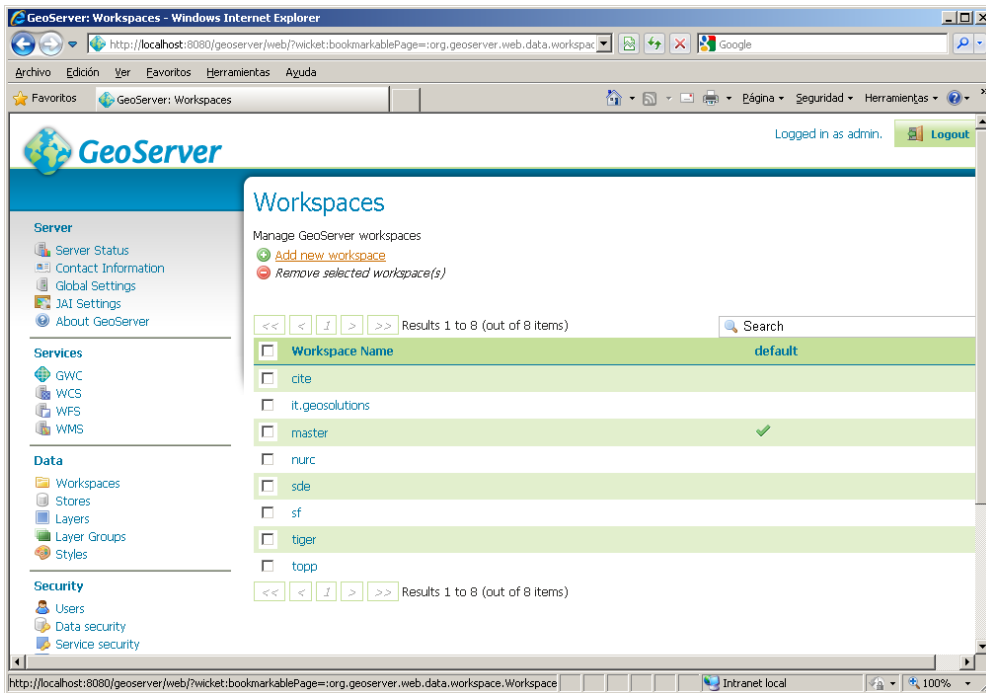 GeoServer: Workspaces - Windows Internet Explorer
http://localhost:8080/geoserver/web/?wicket:bookmarkablePage=:org.geoserver.web.data.workspac
Google
Archivo Edición Ver Favoritos Herramientas Ayuda
Favoritos GeoServer: Workspaces Página Seguridad Herramientas
GeoServer
Logged in as admin. Logout
Workspaces
Manage GeoServer workspaces
Add new workspace
Remove selected workspace(s)
Server
Server Status
Contact Information
Global Settings
JAI Settings
About GeoServer
Services
GWC
WCS
WFS
WMS
Data
Workspaces
Stores
Layers
Layer Groups
Styles
Security
Users
Data security
Service security
<< < 1 > >> Results 1 to 8 (out of 8 items) Search
Workspace Name default
cite
it.geosolutions
master
nurc
sde
sf
tiger
topp
<< < 1 > >> Results 1 to 8 (out of 8 items)
http://localhost:8080/geoserver/web/?wicket:bookmarkablePage=:org.geoserver.web.data.workspace.Workspace Intranet local 100%